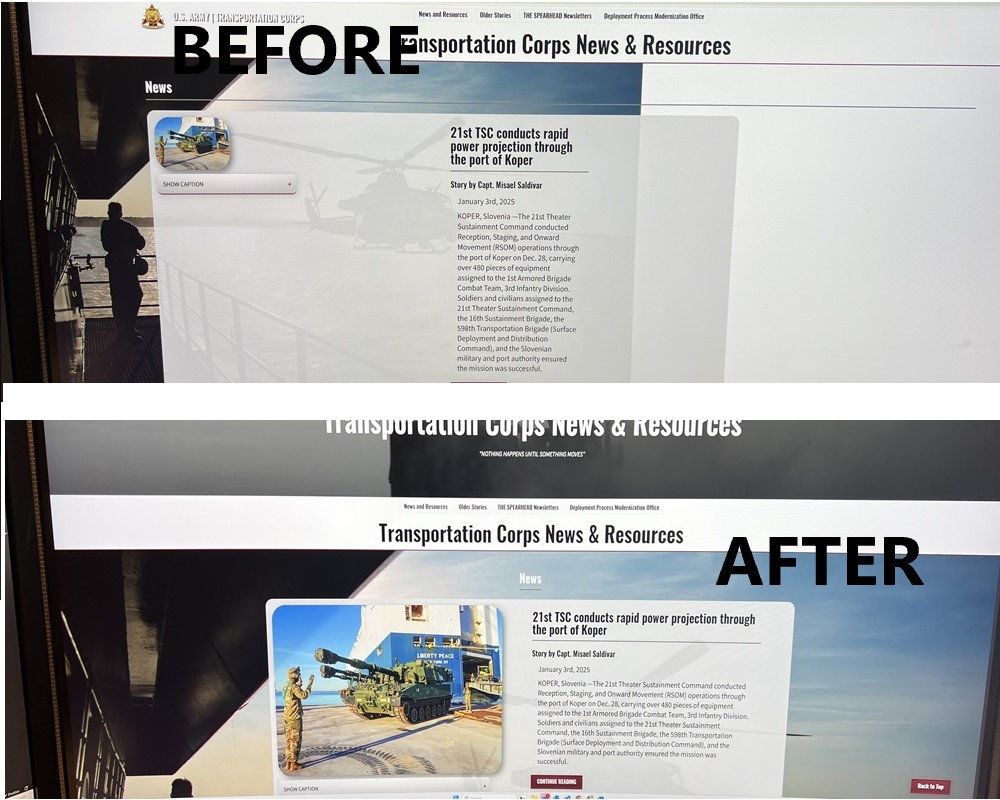 U.S. ARMY | TRANSPORTATION CORPS
News and Resources Older Stories THE SPEARHEAD Newsletters Deployment Process Modernization Office
BEFORE
ransportation Corps News & Resources
News
21st TSC conducts rapid
power projection through
the port of Koper
SHOW CAPTION +
Story by Capt. Misael Saldivar
January 3rd, 2025
KOPER, Slovenia —The 21st Theater
Sustainment Command conducted
Reception, Staging, and Onward
Movement (RSOM) operations through
the port of Koper on Dec. 28, carrying
over 480 pieces of equipment
assigned to the 1st Armored Brigade
Combat Team, 3rd Infantry Division.
Soldiers and civilians assigned to the
21st Theater Sustainment Command,
the 16th Sustainment Brigade, the
598th Transportation Brigade (Surface
Deployment and Distribution
Command), and the Slovenian
military and port authority ensured
the mission was successful.
Transportation Corps News & Resources
"NOTHING HAPPENS UNTIL SOMETHING MOVES"
News and Resources Older Stories THE SPEARHEAD Newsletters Deployment Process Modernization Office
Transportation Corps News & Resources
AFTER
News
LIBERTY PEACE
21st TSC conducts rapid power projection through
the port of Koper
Story by Capt. Misael Saldivar
January 3rd, 2025
KOPER, Slovenia —The 21st Theater Sustainment Command conducted
Reception, Staging, and Onward Movement (RSOM) operations through
the port of Koper on Dec. 28, carrying over 480 pieces of equipment
assigned to the 1st Armored Brigade Combat Team, 3rd Infantry Division.
Soldiers and civilians assigned to the 21st Theater Sustainment
Command, the 16th Sustainment Brigade, the 598th Transportation
Brigade (Surface Deployment and Distribution Command), and the
Slovenian military and port authority ensured the mission was
successful.
CONTINUE READING
SHOW CAPTION +
Back to Top